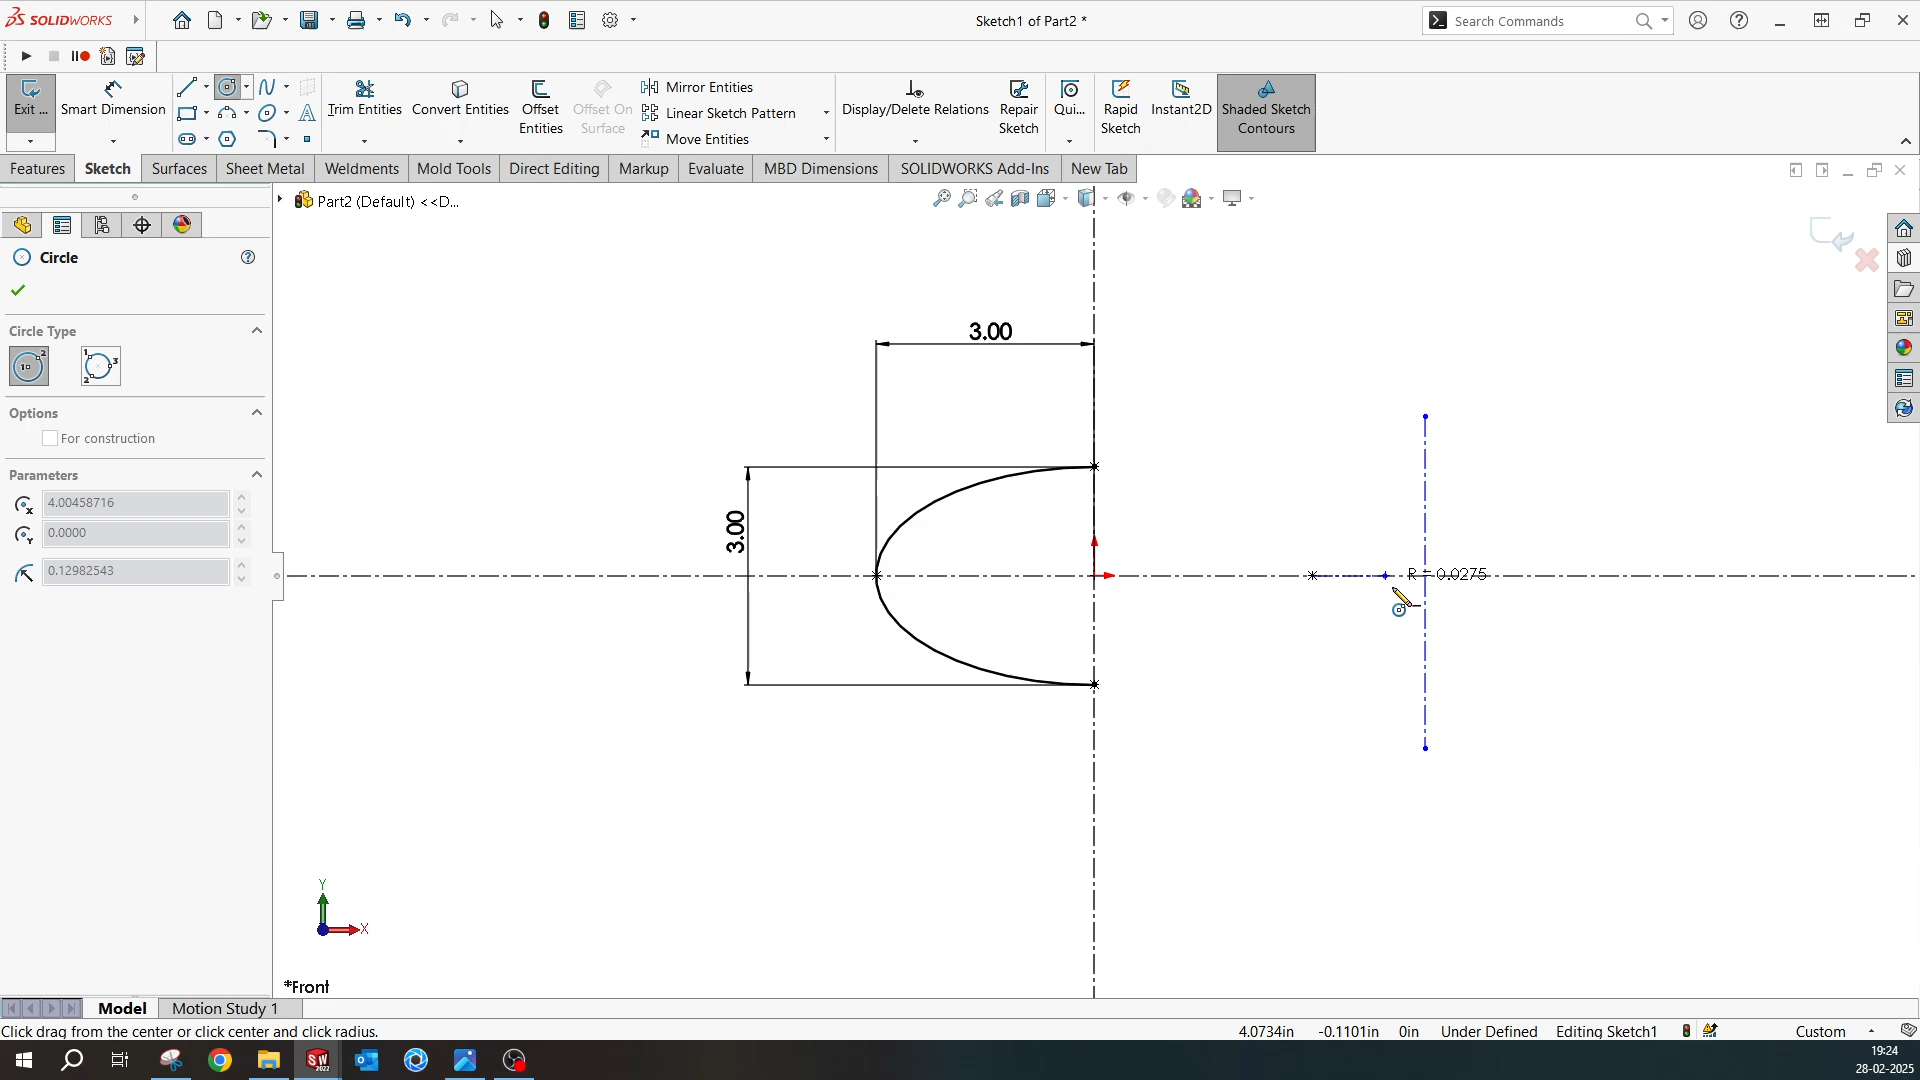 SOLIDWORKS
Sketch1 of Part2 *
Search Commands
Exit ...
Smart Dimension
Trim Entities
Convert Entities
Offset Entities
Offset On Surface
Mirror Entities
Linear Sketch Pattern
Move Entities
Display/Delete Relations
Repair Sketch
Qui...
Rapid Sketch
Instant2D
Shaded Sketch Contours
Features
Sketch
Surfaces
Sheet Metal
Weldments
Mold Tools
Direct Editing
Markup
Evaluate
MBD Dimensions
SOLIDWORKS Add-Ins
New Tab
Part2 (Default) <<D...
Circle
Circle Type
Options
For construction
Parameters
4.00458716
0.0000
0.12982543
3.00
3.00
R = 0.0275
Y
X
*Front
Model
Motion Study 1
Click drag from the center or click center and click radius.
4.0734in
-0.1101in
0in
Under Defined
Editing Sketch1
Custom
SW
2022
19:24
28-02-2025